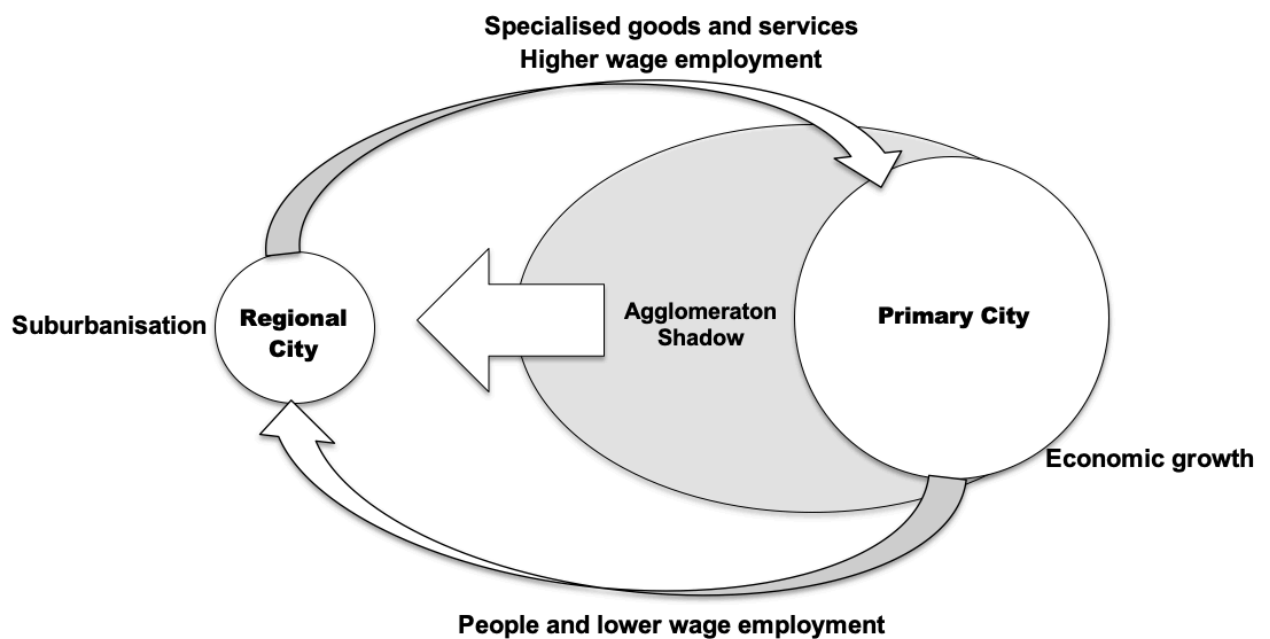 Specialised goods and services
Higher wage employment
Suburbanisation
Regional
City
Agglomeraton
Shadow
Primary City
Economic growth
People and lower wage employment